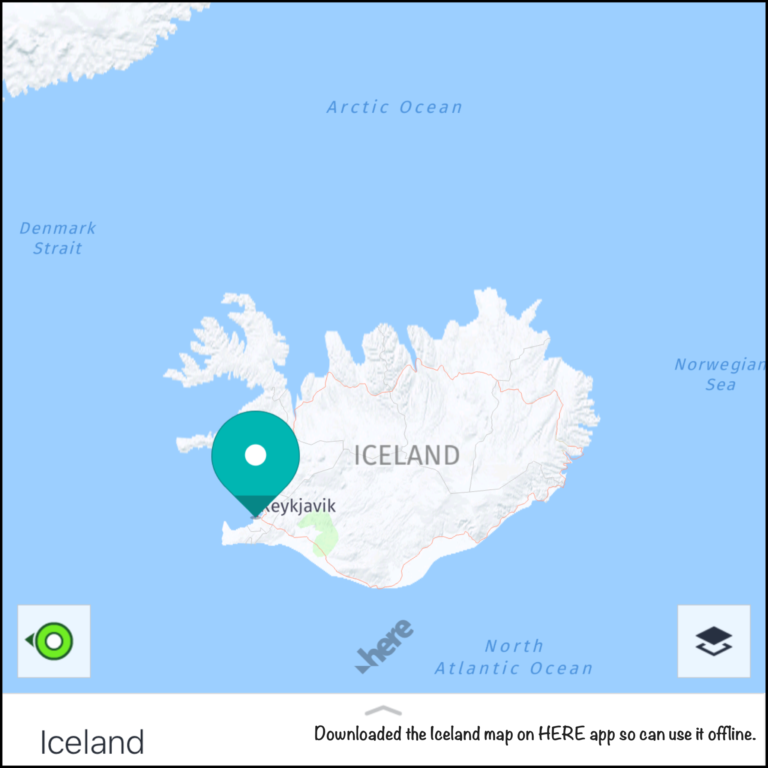 Arctic Ocean
Denmark
Strait
Norwegian
Sea
ICELAND
Reykjavik
here
North
Atlantic Ocean
Downloaded the Iceland map on HERE app so can use it offline.
Iceland